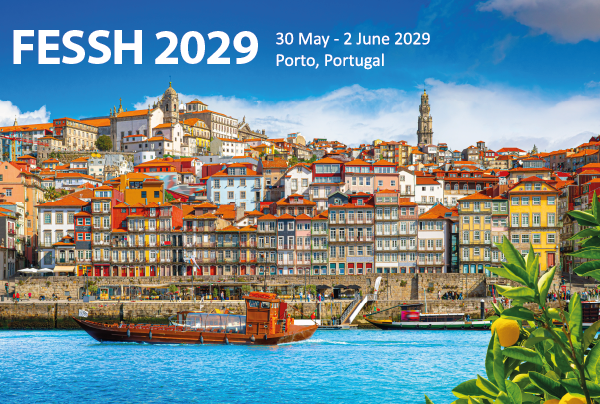 FESSH 2029
30 May - 2 June 2029
Porto, Portugal